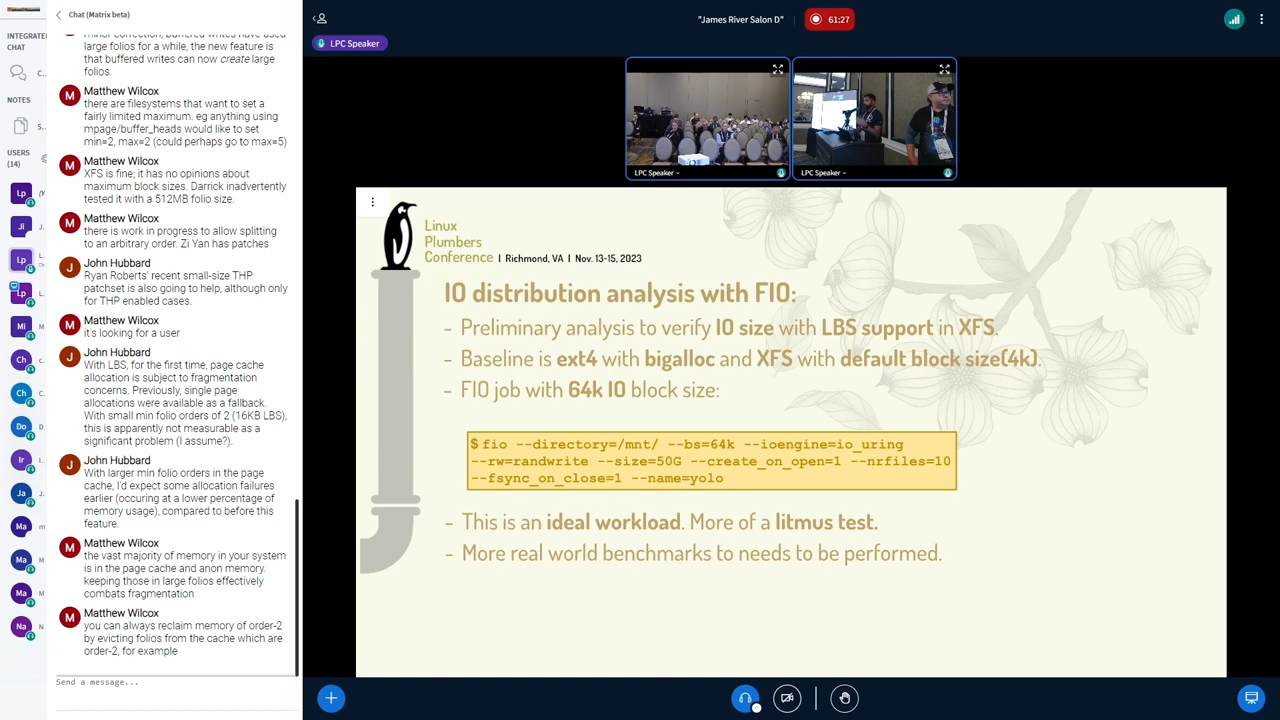 Chat (Matrix beta)
INTEGRATE
CHAT
C.
NOTES
S.
USERS
(14)
Lp
Ji
J.
Lp
Lp
L.
Mi
M
Ch
C
Ch
C
Do
D.
Ir
I.
Ja
J.
Ma
m
Ma
M
Ma
M
Na
N
minor correction, buffered writes have used
large folios for a while, the new feature is
that buffered writes can now create large
folios.
M
Matthew Wilcox
there are filesystems that want to set a
fairly limited maximum. eg anything using
mpage/buffer_heads would like to set
min=2, max=2 (could perhaps go to max=5)
M
Matthew Wilcox
XFS is fine; it has no opinions about
maximum block sizes. Darrick inadvertently
tested it with a 512MB folio size.
M
Matthew Wilcox
there is work in progress to allow splitting
to an arbitrary order. Zi Yan has patches
J
John Hubbard
Ryan Roberts' recent small-size THP
patchset is also going to help, although only
for THP enabled cases.
M
Matthew Wilcox
it's looking for a user
J
John Hubbard
With LBS, for the first time, page cache
allocation is subject to fragmentation
concerns. Previously, single page
allocations were available as a fallback.
With small min folio orders of 2 (16KB LBS),
this is apparently not measurable as a
significant problem (I assume?).
J
John Hubbard
With larger min folio orders in the page
cache, I'd expect some allocation failures
earlier (occuring at a lower percentage of
memory usage), compared to before this
feature.
M
Matthew Wilcox
the vast majority of memory in your system
is in the page cache and anon memory.
keeping those in large folios effectively
combats fragmentation
M
Matthew Wilcox
you can always reclaim memory of order-2
by evicting folios from the cache which are
order-2, for example
Send a message...
"James River Salon D"
61:27
LPC Speaker
LPC Speaker
LPC Speaker
Linux
Plumbers
Conference | Richmond, VA | Nov. 13-15, 2023
IO distribution analysis with FIO:
- Preliminary analysis to verify IO size with LBS support in XFS.
- Baseline is ext4 with bigalloc and XFS with default block size(4k).
- FIO job with 64k IO block size:
$ fio --directory=/mnt/ --bs=64k --ioengine=io_uring
--rw=randwrite --size=50G --create_on_open=1 --nrfiles=10
--fsync_on_close=1 --name=yolo
- This is an ideal workload. More of a litmus test.
- More real world benchmarks to needs to be performed.